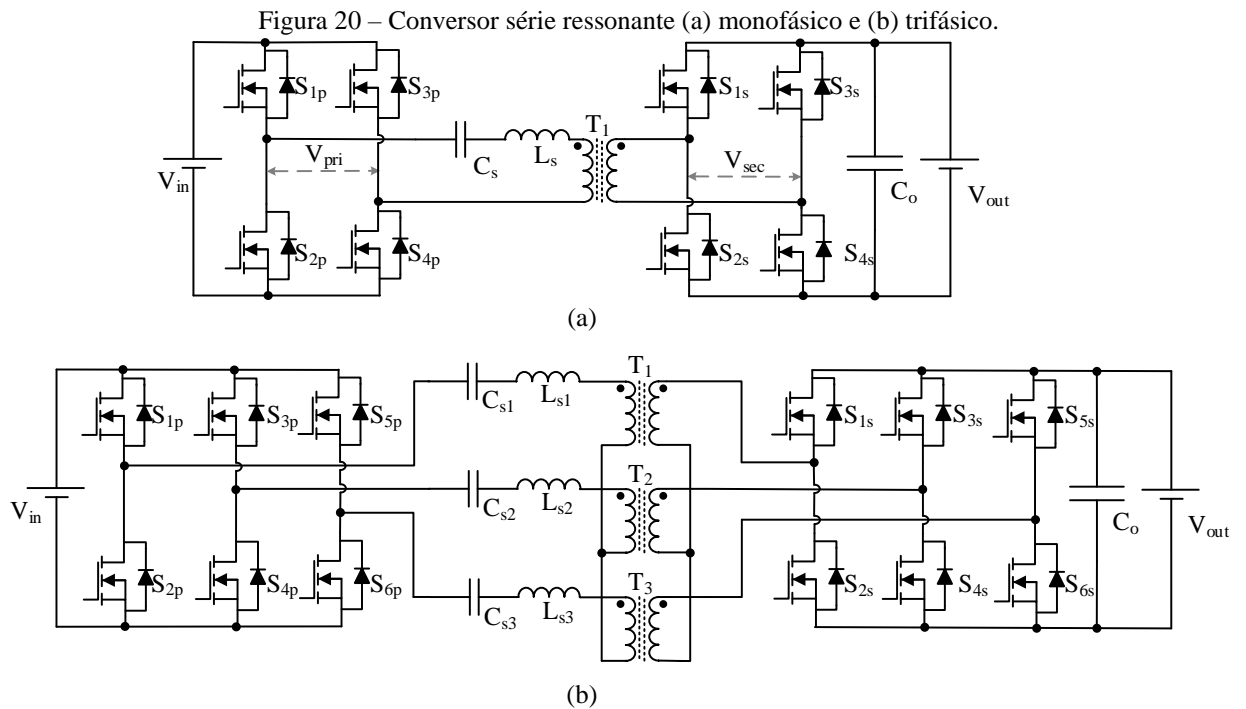 Figura 20 – Conversor série ressonante (a) monofásico e (b) trifásico.
S1p
S3p
S1s
S3s
T1
Vpri
Vsec
Vin
Cs
Ls
Co
Vout
S2p
S4p
S2s
S4s
(a)
T1
Cs1
Ls1
S1p
S3p
S5p
S1s
S3s
S5s
T2
Cs2
Ls2
Vin
Co
Vout
T3
S2p
S4p
S6p
Cs3
Ls3
S2s
S4s
S6s
(b)